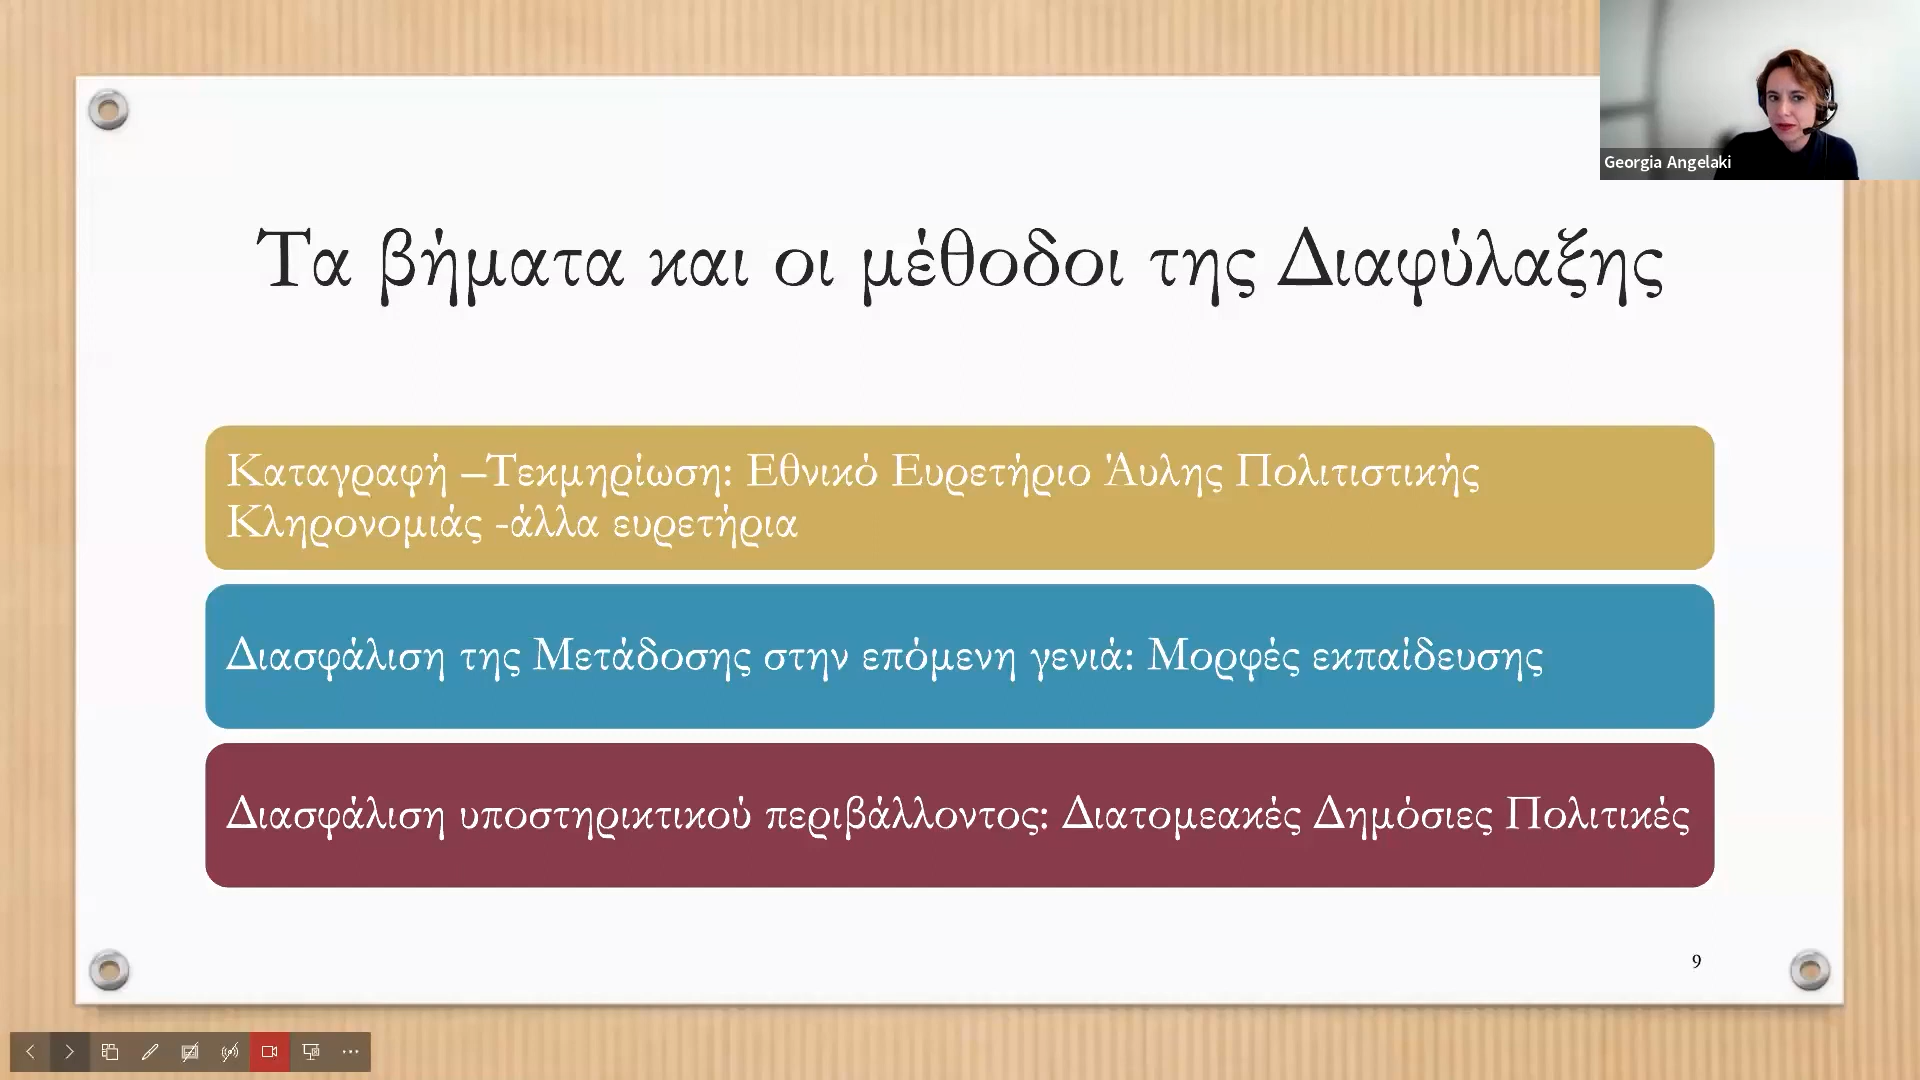 Georgia Angelaki
Τα βήματα και οι μέθοδοι της Διαφύλαξης
Καταγραφή –Τεκμηρίωση: Εθνικό Ευρετήριο Άυλης Πολιτιστικής
Κληρονομιάς -άλλα ευρετήρια
Διασφάλιση της Μετάδοσης στην επόμενη γενιά: Μορφές εκπαίδευσης
Διασφάλιση υποστηρικτικού περιβάλλοντος: Διατομεακές Δημόσιες Πολιτικές
9